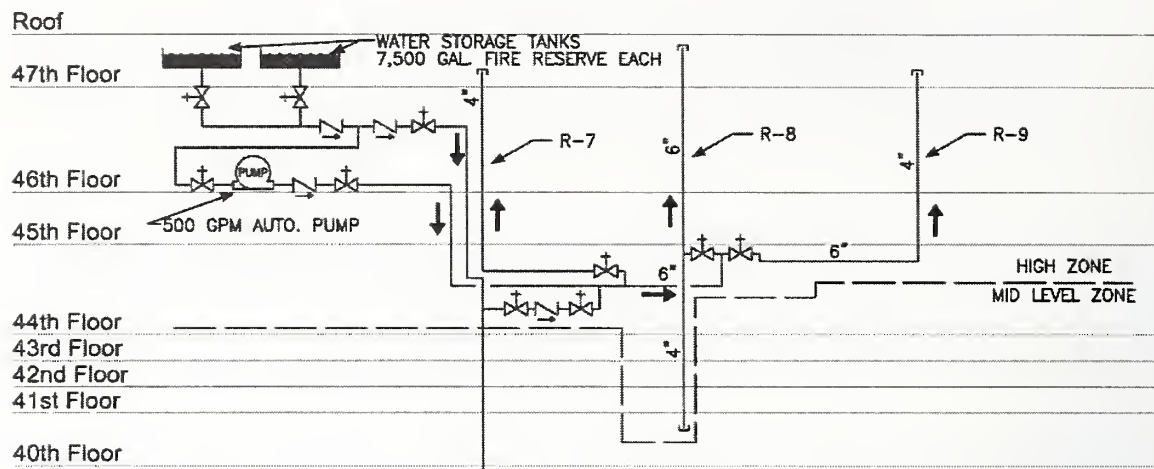 Roof
WATER STORAGE TANKS
7,500 GAL. FIRE RESERVE EACH
47th Floor
4"
R-7
6"
R-8
4"
R-9
PUMP
46th Floor
500 GPM AUTO. PUMP
45th Floor
6"
6"
HIGH ZONE
MID LEVEL ZONE
44th Floor
4"
43rd Floor
42nd Floor
41st Floor
40th Floor